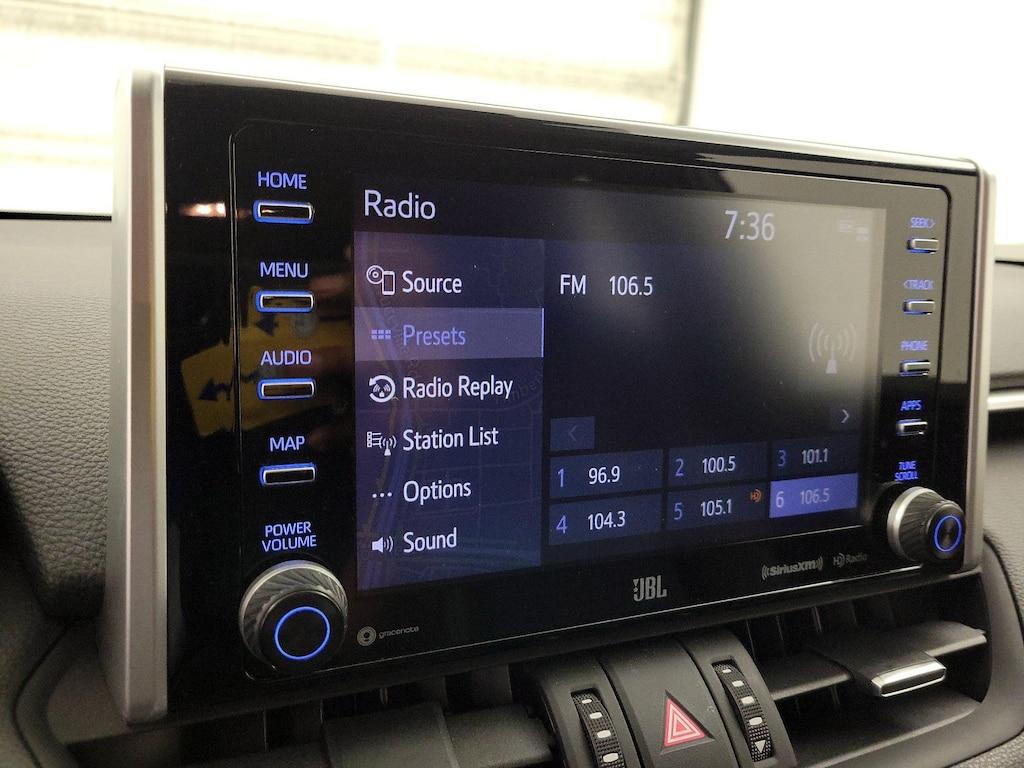 HOME
MENU
AUDIO
MAP
POWER
VOLUME
Radio
7:36
Source
Presets
Radio Replay
Station List
... Options
Sound
FM 106.5
<
>
1 96.9
2 100.5
3 101.1
4 104.3
5 105.1 HD
6 106.5
SEEK>
<TRACK
PHONE
APPS
TUNE
SCROLL
gracenote
JBL
((SiriusXM))
HD Radio